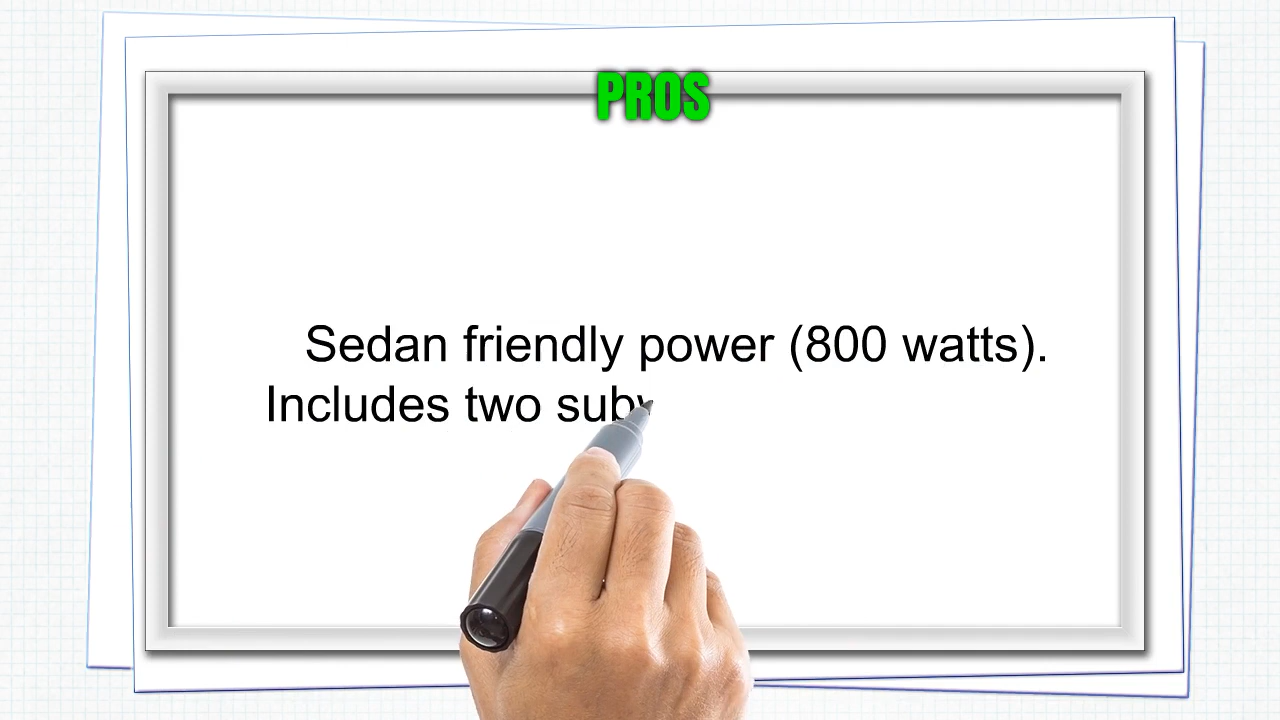 PROS
Sedan friendly power (800 watts).
Includes two sub